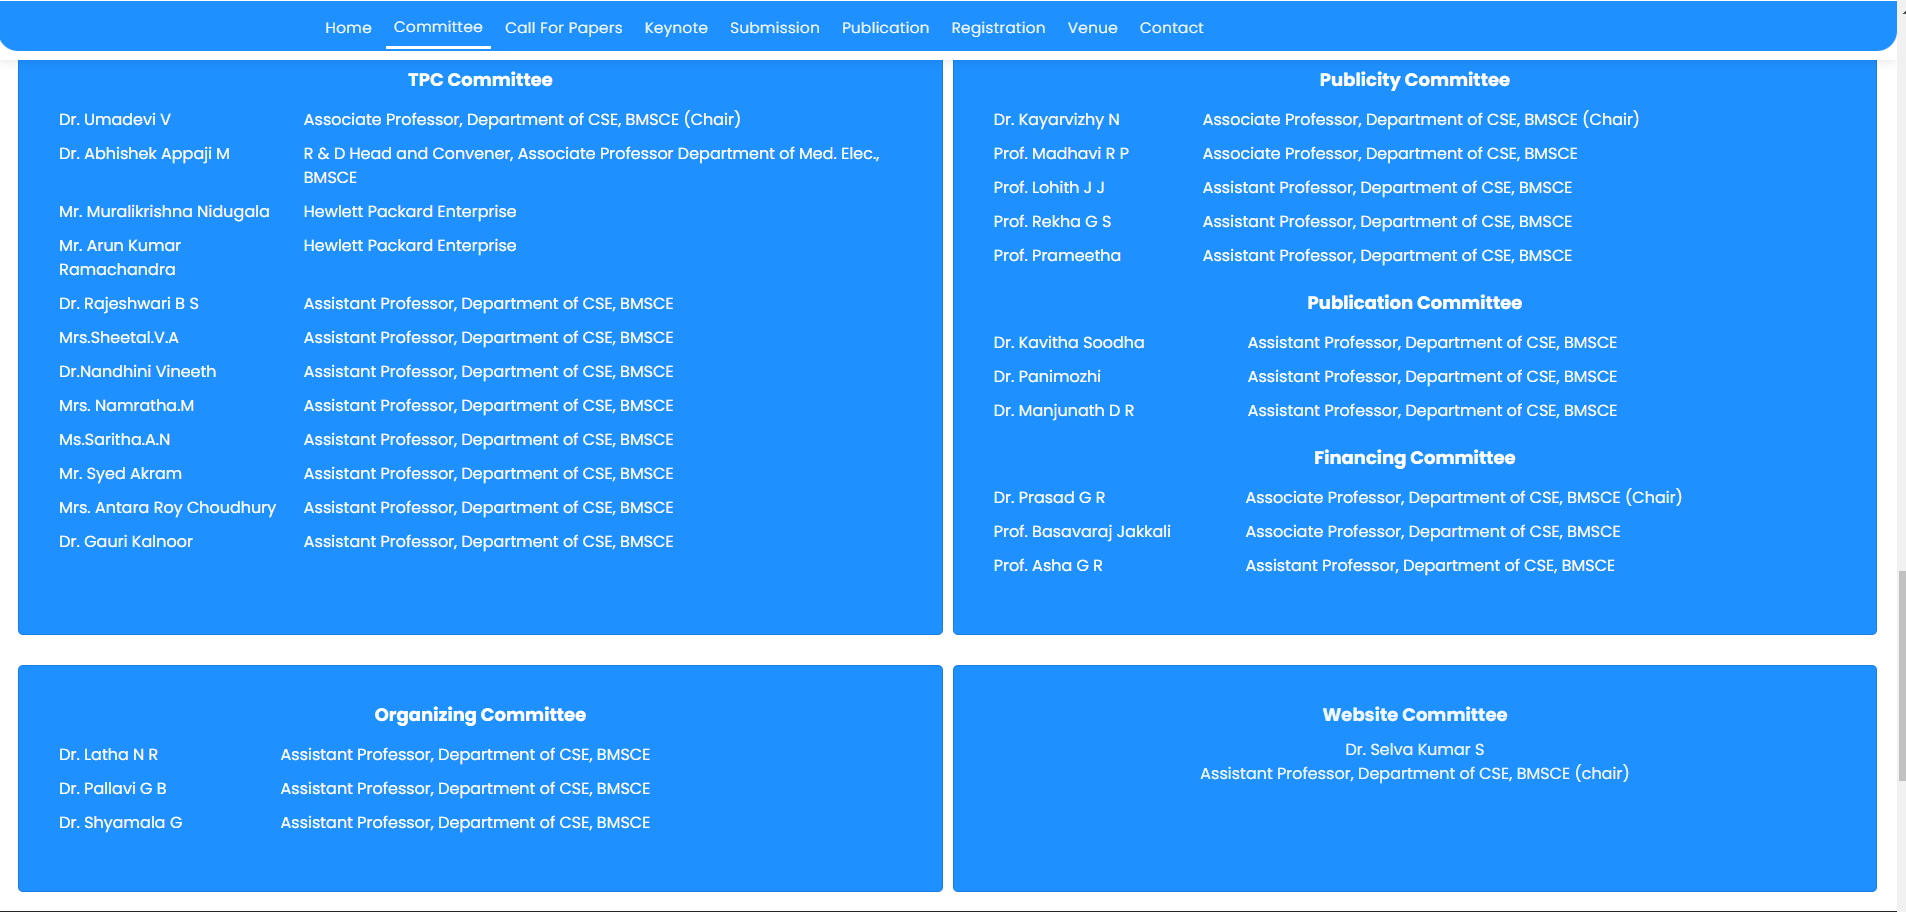 Home Committee Call For Papers Keynote Submission Publication Registration Venue Contact
TPC Committee
Dr. Umadevi V Associate Professor, Department of CSE, BMSCE (Chair)
Dr. Abhishek Appaji M R & D Head and Convener, Associate Professor Department of Med. Elec.,
BMSCE
Mr. Muralikrishna Nidugala Hewlett Packard Enterprise
Mr. Arun Kumar Hewlett Packard Enterprise
Ramachandra
Dr. Rajeshwari B S Assistant Professor, Department of CSE, BMSCE
Mrs.Sheetal.V.A Assistant Professor, Department of CSE, BMSCE
Dr.Nandhini Vineeth Assistant Professor, Department of CSE, BMSCE
Mrs. Namratha.M Assistant Professor, Department of CSE, BMSCE
Ms.Saritha.A.N Assistant Professor, Department of CSE, BMSCE
Mr. Syed Akram Assistant Professor, Department of CSE, BMSCE
Mrs. Antara Roy Choudhury Assistant Professor, Department of CSE, BMSCE
Dr. Gauri Kalnoor Assistant Professor, Department of CSE, BMSCE
Publicity Committee
Dr. Kayarvizhy N Associate Professor, Department of CSE, BMSCE (Chair)
Prof. Madhavi R P Associate Professor, Department of CSE, BMSCE
Prof. Lohith J J Assistant Professor, Department of CSE, BMSCE
Prof. Rekha G S Assistant Professor, Department of CSE, BMSCE
Prof. Prameetha Assistant Professor, Department of CSE, BMSCE
Publication Committee
Dr. Kavitha Soodha Assistant Professor, Department of CSE, BMSCE
Dr. Panimozhi Assistant Professor, Department of CSE, BMSCE
Dr. Manjunath D R Assistant Professor, Department of CSE, BMSCE
Financing Committee
Dr. Prasad G R Associate Professor, Department of CSE, BMSCE (Chair)
Prof. Basavaraj Jakkali Associate Professor, Department of CSE, BMSCE
Prof. Asha G R Assistant Professor, Department of CSE, BMSCE
Organizing Committee
Dr. Latha N R Assistant Professor, Department of CSE, BMSCE
Dr. Pallavi G B Assistant Professor, Department of CSE, BMSCE
Dr. Shyamala G Assistant Professor, Department of CSE, BMSCE
Website Committee
Dr. Selva Kumar S
Assistant Professor, Department of CSE, BMSCE (chair)